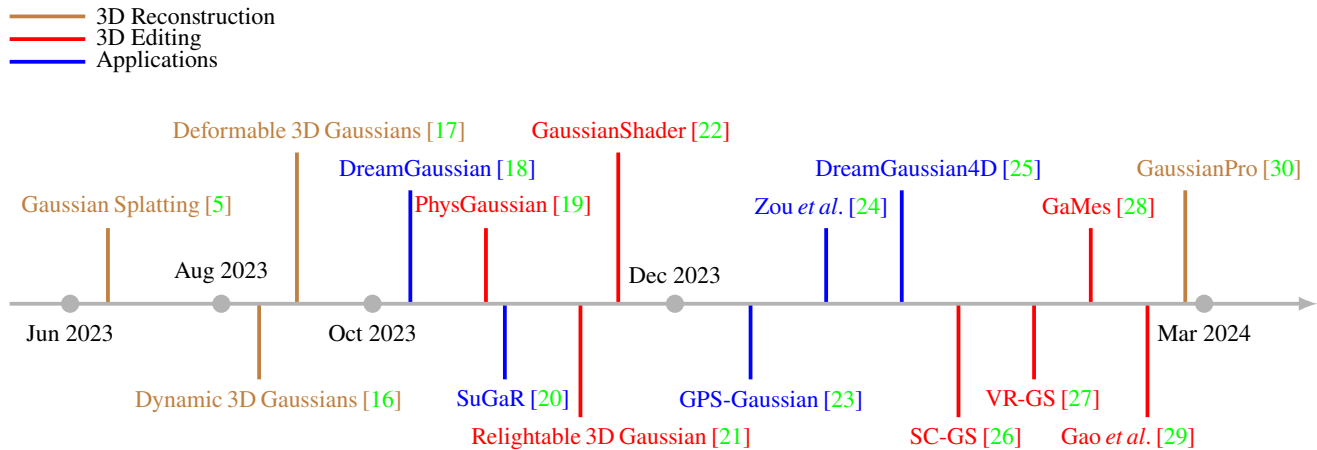 3D Reconstruction
3D Editing
Applications
Deformable 3D Gaussians [17]
GaussianShader [22]
DreamGaussian [18]
DreamGaussian4D [25]
GaussianPro [30]
Gaussian Splatting [5]
PhysGaussian [19]
Zou et al. [24]
GaMes [28]
Aug 2023
Dec 2023
Jun 2023
Oct 2023
Mar 2024
Dynamic 3D Gaussians [16]
SuGaR [20]
GPS-Gaussian [23]
VR-GS [27]
Relightable 3D Gaussian [21]
SC-GS [26]
Gao et al. [29]